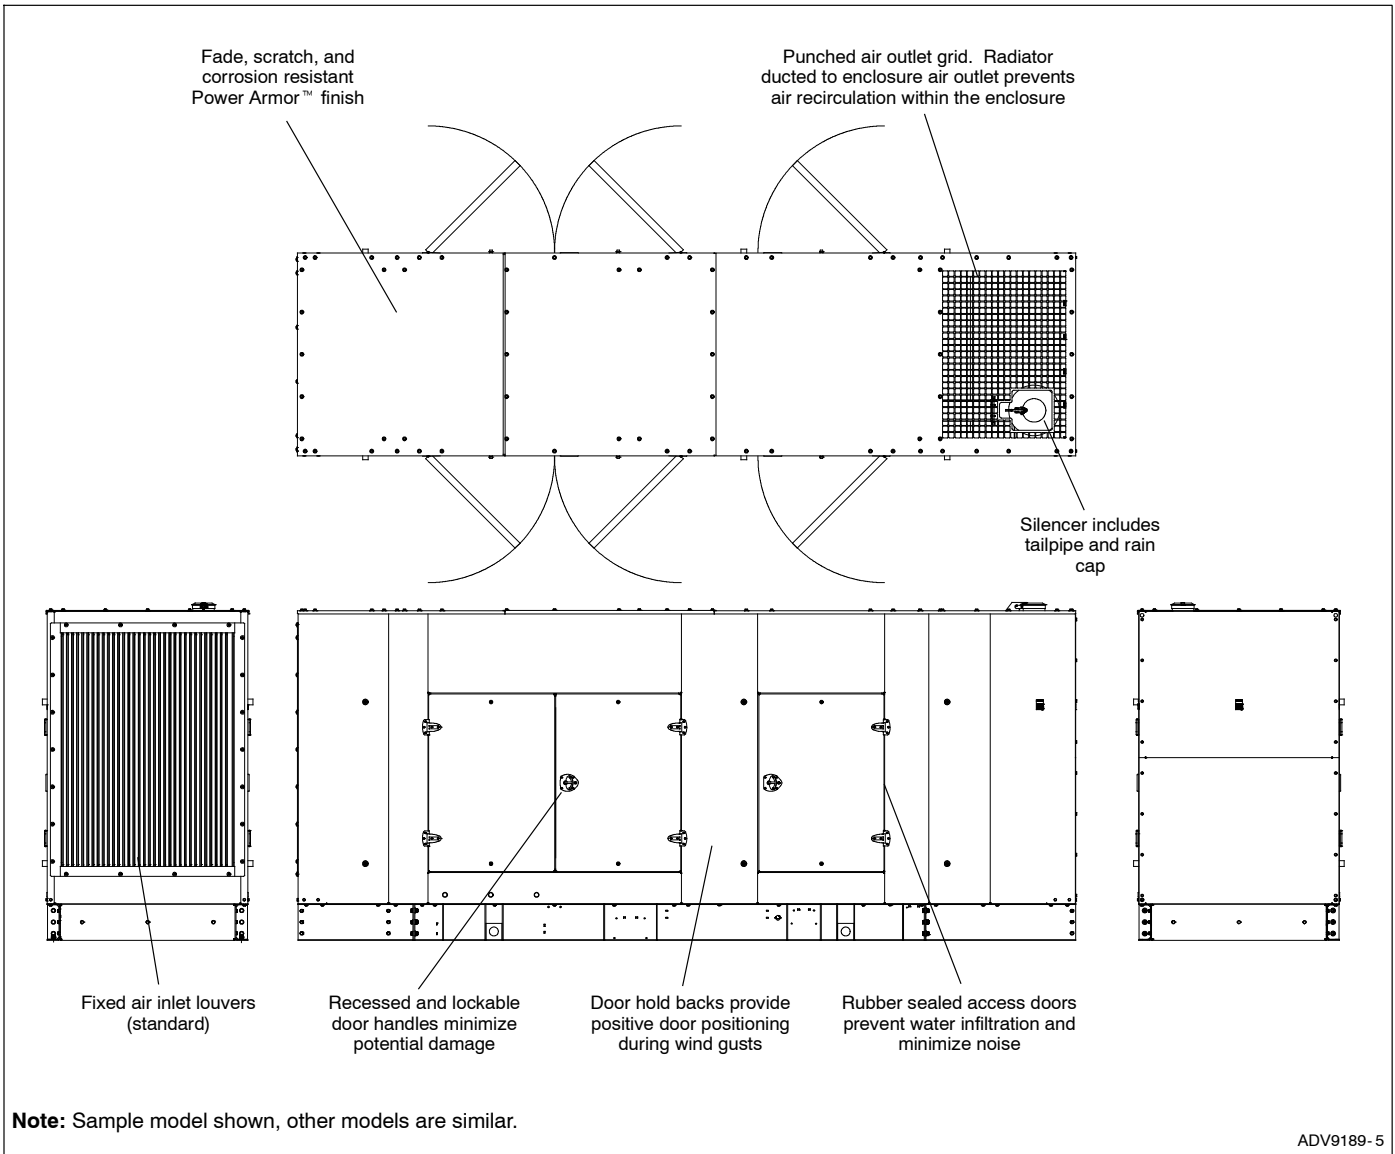 Fade, scratch, and
corrosion resistant
Power Armor™ finish
Punched air outlet grid. Radiator
ducted to enclosure air outlet prevents
air recirculation within the enclosure
Silencer includes
tailpipe and rain
cap
Fixed air inlet louvers
(standard)
Recessed and lockable
door handles minimize
potential damage
Door hold backs provide
positive door positioning
during wind gusts
Rubber sealed access doors
prevent water infiltration and
minimize noise
Note: Sample model shown, other models are similar.
ADV9189-5